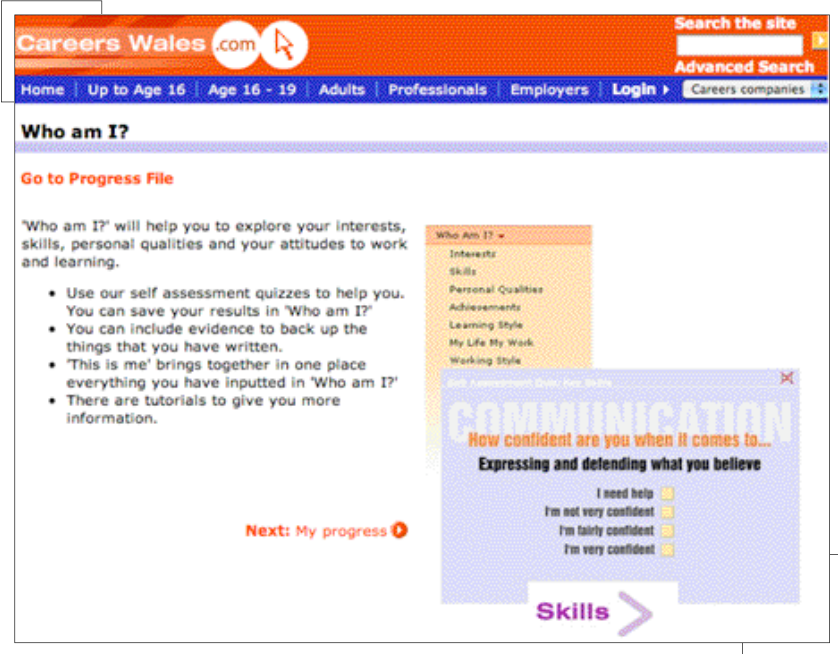 Careers Wales .com
Search the site
Advanced Search
Home | Up to Age 16 | Age 16 - 19 | Adults | Professionals | Employers | Login
Careers companies
Who am I?
Go to Progress File
'Who am I?' will help you to explore your interests,
skills, personal qualities and your attitudes to work
and learning.
• Use our self assessment quizzes to help you.
You can save your results in 'Who am I?'
• You can include evidence to back up the
things that you have written.
• 'This is me' brings together in one place
everything you have inputted in 'Who am I?'
• There are tutorials to give you more
information.
Next: My progress
Who Am I?
Interests
Skills
Personal Qualities
Achievements
Learning Style
My Life My Work
Working Style
Self Assessment Quiz: Key Skills
COMMUNICATION
How confident are you when it comes to...
Expressing and defending what you believe
I need help
I'm not very confident
I'm fairly confident
I'm very confident
Skills